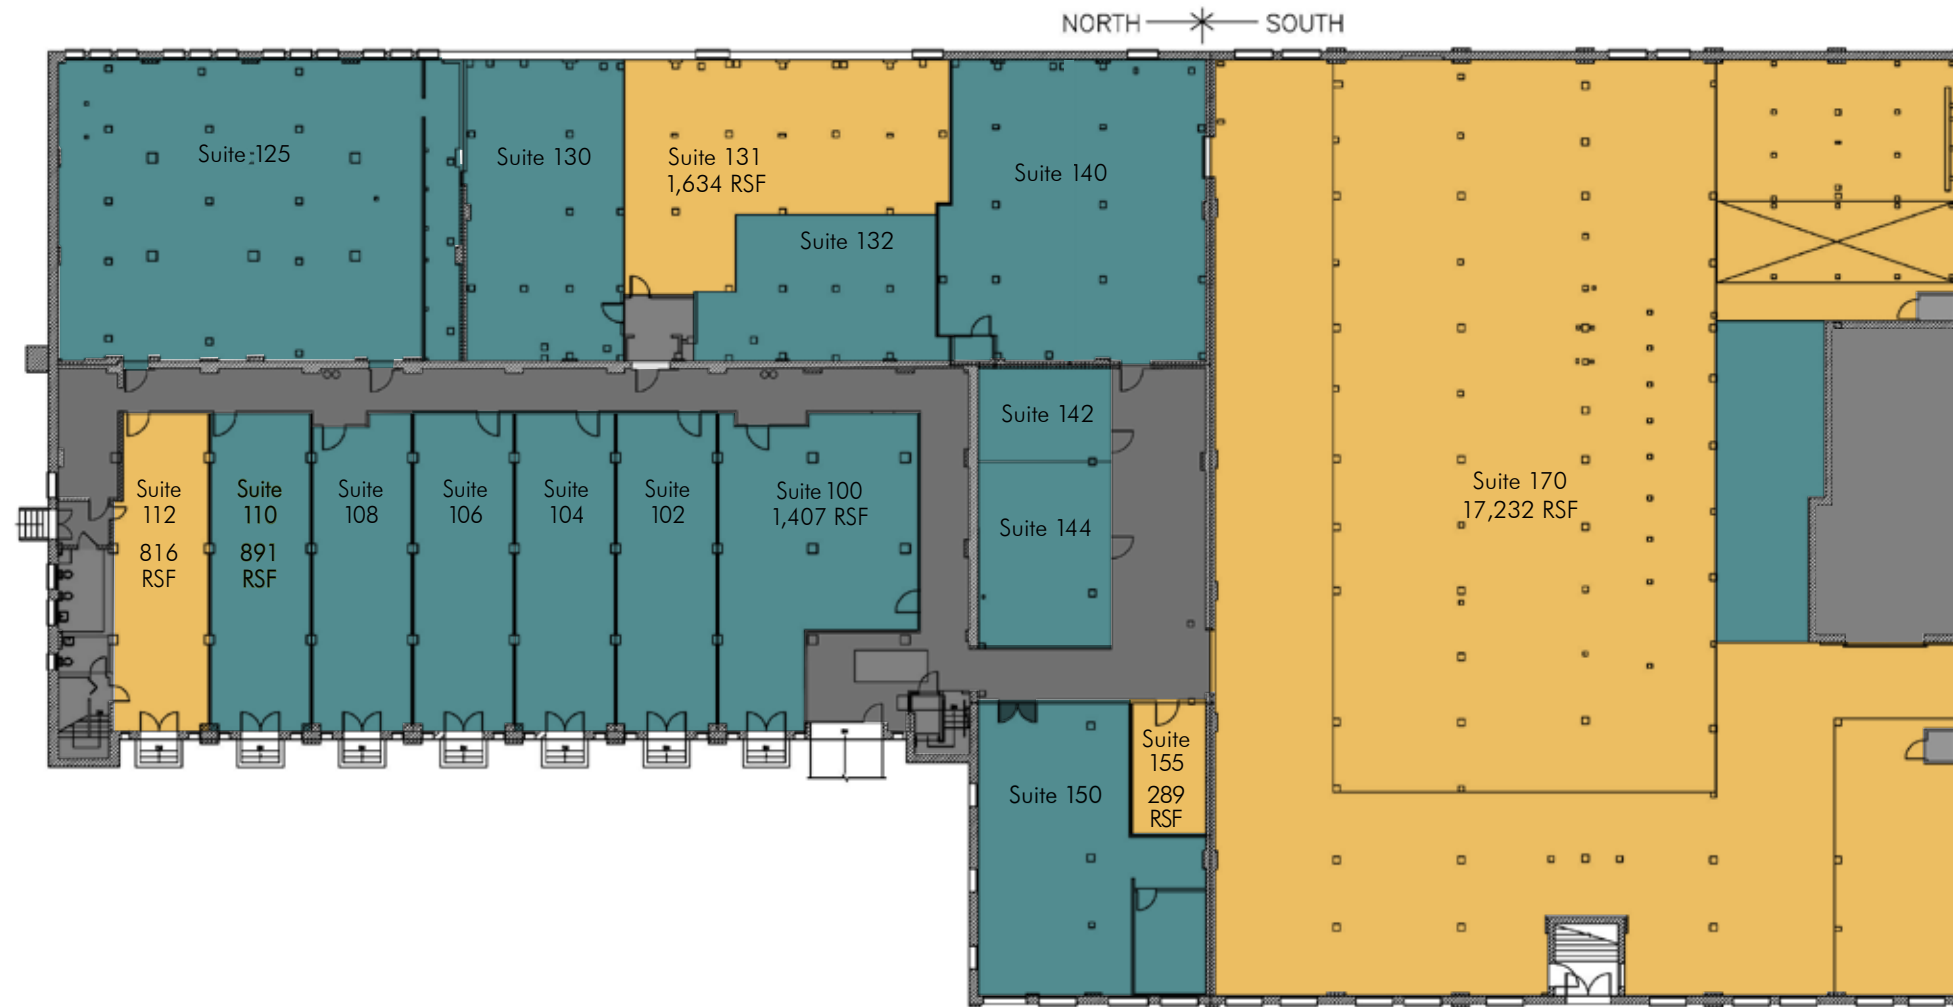 NORTH SOUTH
Suite 125
Suite 130
Suite 131
1,634 RSF
Suite 132
Suite 140
Suite
112
816
RSF
Suite
110
891
RSF
Suite
108
Suite
106
Suite
104
Suite
102
Suite 100
1,407 RSF
Suite 142
Suite 144
Suite 150
Suite
155
289
RSF
Suite 170
17,232 RSF